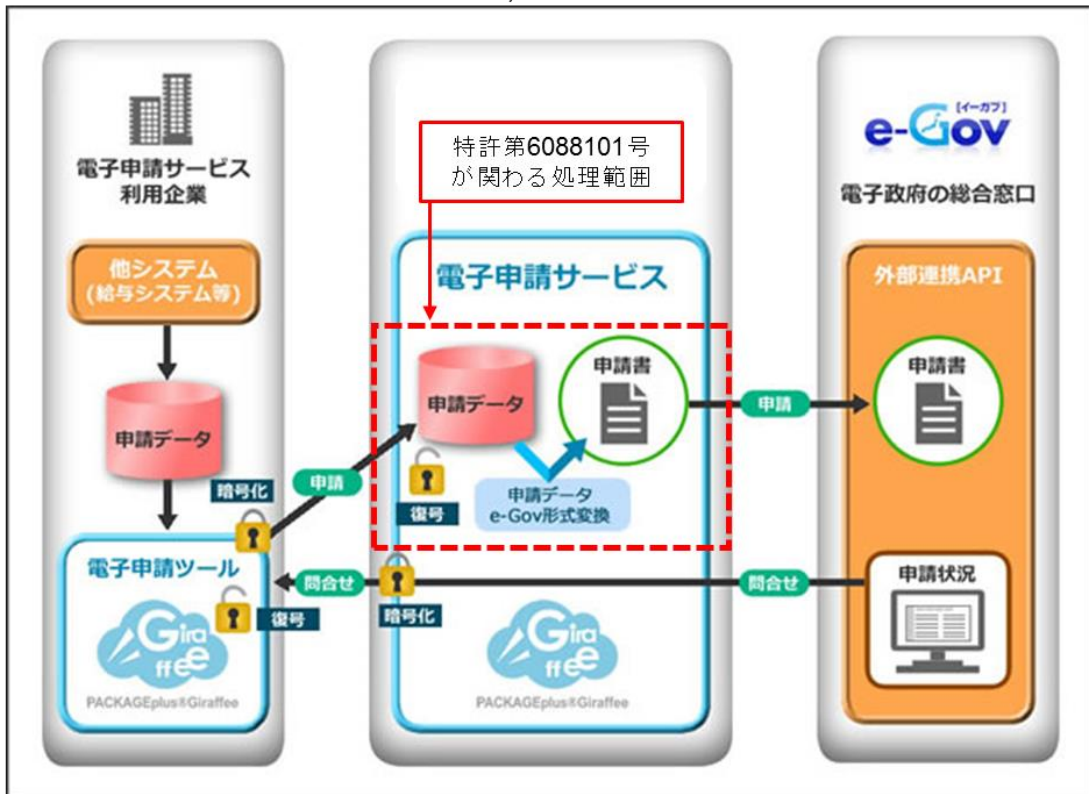 電子申請サービス
利用企業
他システム
(給与システム等)
申請データ
暗号化
申請
電子申請ツール
復号
Giraffee
PACKAGEplus®Giraffee
特許第6088101号
が関わる処理範囲
電子申請サービス
申請データ
申請書
復号
申請データ
e-Gov形式変換
申請
問合せ
暗号化
問合せ
Giraffee
PACKAGEplus®Giraffee
[イーガブ]
e-Gov
電子政府の総合窓口
外部連携API
申請書
申請状況